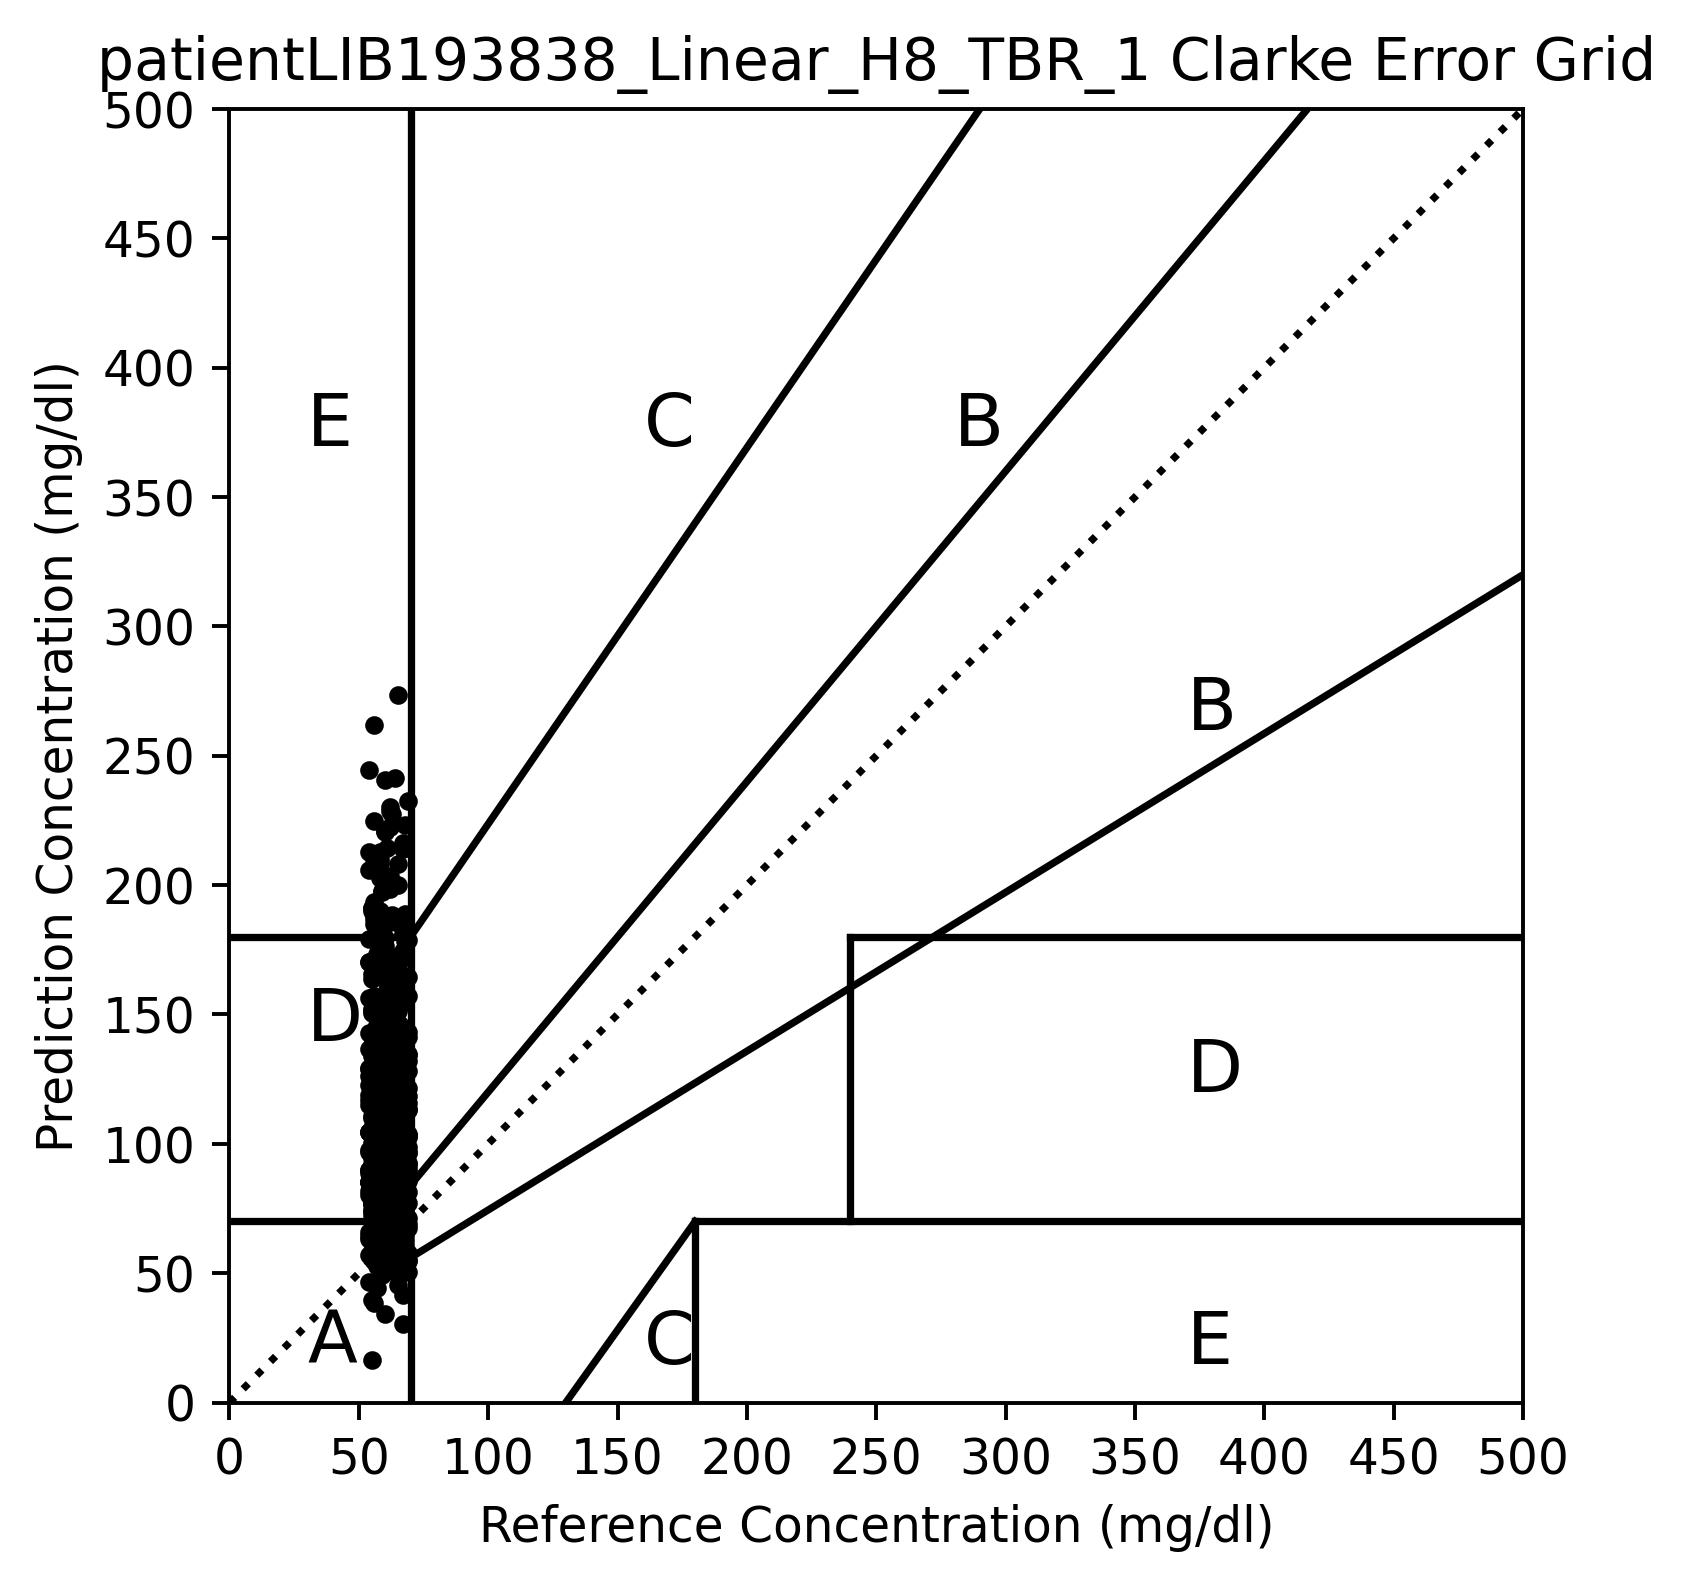 patientLIB193838_Linear_H8_TBR_1 Clarke Error Grid
500
450
400
350
300
250
200
150
100
50
0
Prediction Concentration (mg/dl)
E
C
B
B
D
D
A
C
E
0 50 100 150 200 250 300 350 400 450 500
Reference Concentration (mg/dl)